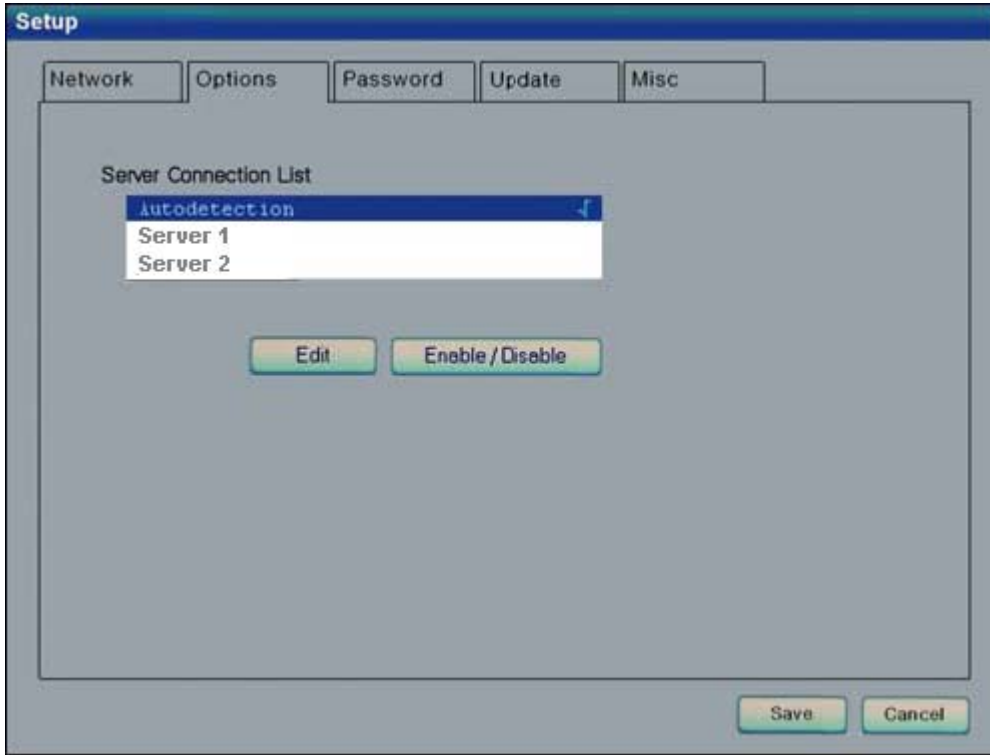 Setup
Network Options Password Update Misc
Server Connection List
Autodetection √
Server 1
Server 2
Edit Enable/Disable
Save Cancel